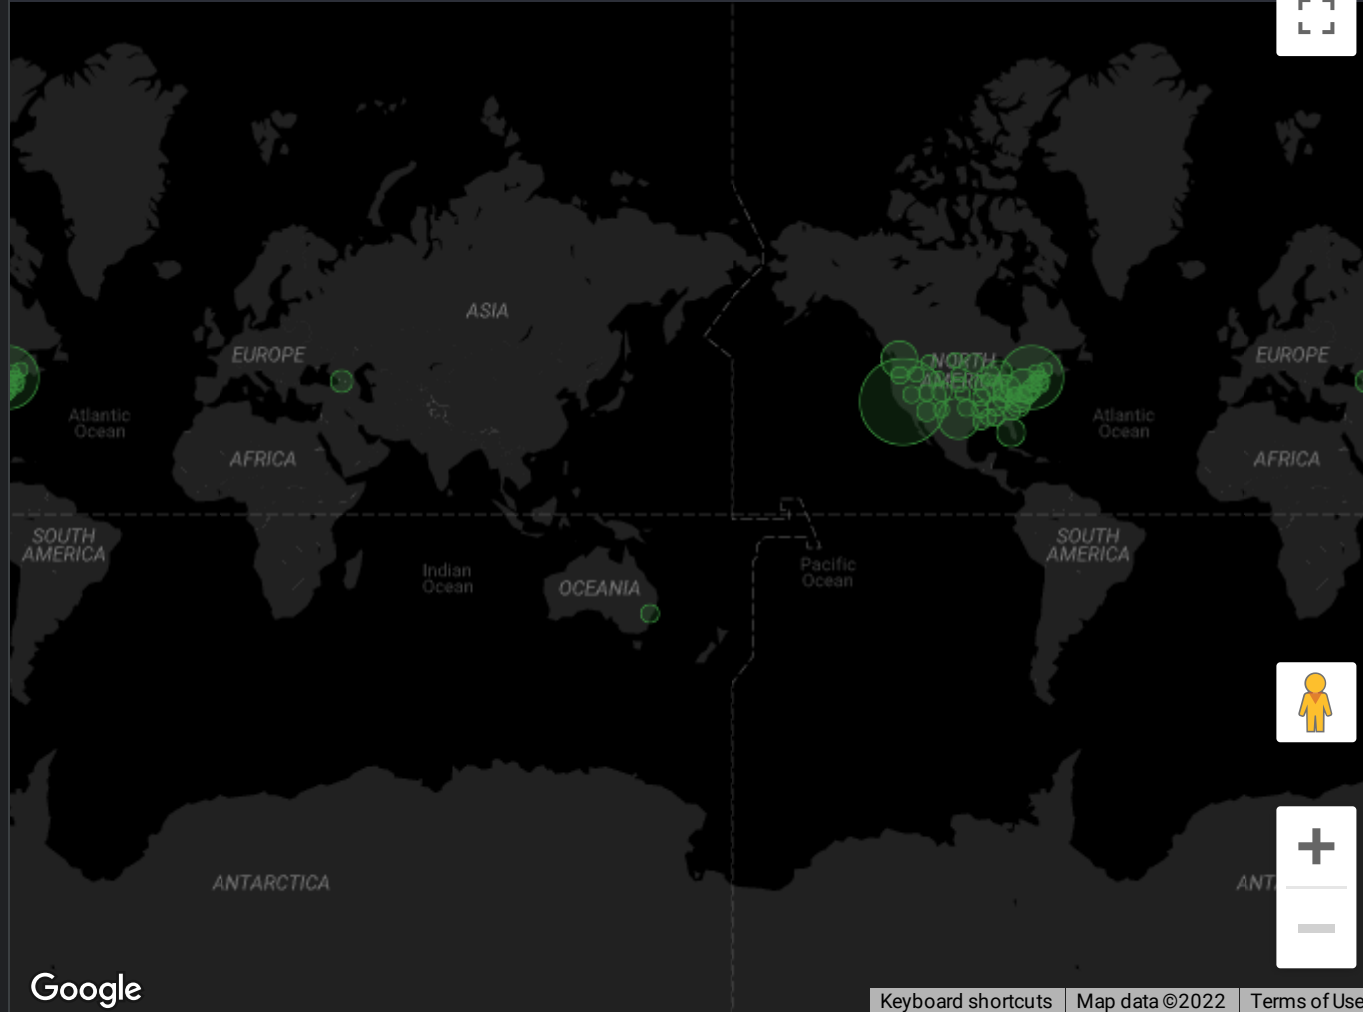 ASIA
EUROPE
NORTH
AMERICA
EUROPE
Atlantic
Ocean
Atlantic
Ocean
AFRICA
AFRICA
SOUTH
AMERICA
SOUTH
AMERICA
Indian
Ocean
OCEANIA
Pacific
Ocean
ANTARCTICA
ANT
Google
Keyboard shortcuts
Map data ©2022
Terms of Use